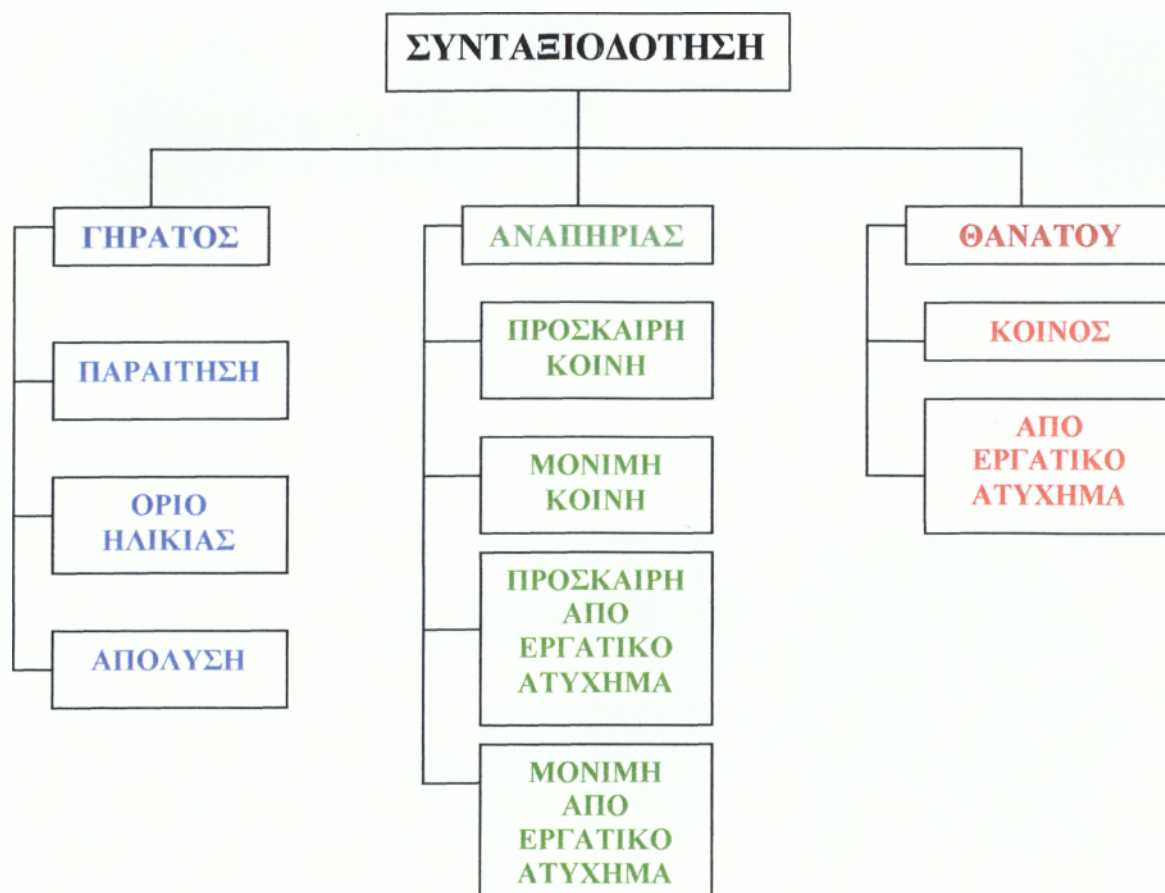 ΣΥΝΤΑΞΙΟΔΟΤΗΣΗ
ΓΗΡΑΤΟΣ
ΠΑΡΑΙΤΗΣΗ
ΟΡΙΟ
ΗΛΙΚΙΑΣ
ΑΠΟΛΥΣΗ
ΑΝΑΠΗΡΙΑΣ
ΠΡΟΣΚΑΙΡΗ
ΚΟΙΝΗ
ΜΟΝΙΜΗ
ΚΟΙΝΗ
ΠΡΟΣΚΑΙΡΗ
ΑΠΟ
ΕΡΓΑΤΙΚΟ
ΑΤΥΧΗΜΑ
ΜΟΝΙΜΗ
ΑΠΟ
ΕΡΓΑΤΙΚΟ
ΑΤΥΧΗΜΑ
ΘΑΝΑΤΟΥ
ΚΟΙΝΟΣ
ΑΠΟ
ΕΡΓΑΤΙΚΟ
ΑΤΥΧΗΜΑ